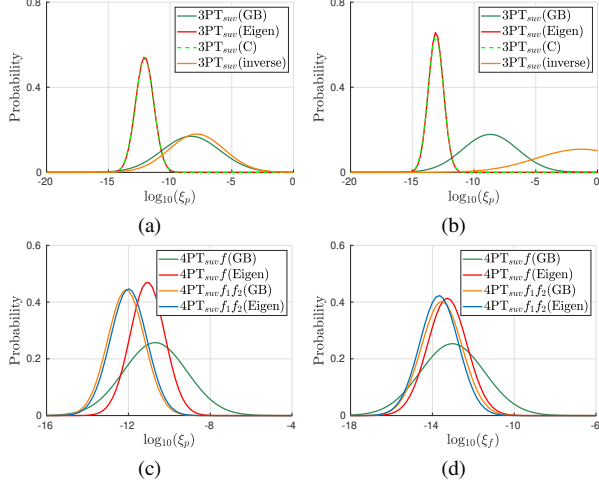 0.8
0.4
0
-20 -15 -10 -5 0
Probability
log₁₀(ξₚ)
3PTₛᵤᵥ(GB)
3PTₛᵤᵥ(Eigen)
3PTₛᵤᵥ(C)
3PTₛᵤᵥ(inverse)
(a)
0.8
0.4
0
-20 -15 -10 -5 0
Probability
log₁₀(ξₚ)
3PTₛᵤᵥ(GB)
3PTₛᵤᵥ(Eigen)
3PTₛᵤᵥ(C)
3PTₛᵤᵥ(inverse)
(b)
0.6
0.4
0.2
0
-16 -12 -8 -4
Probability
log₁₀(ξₚ)
4PTₛᵤᵥf(GB)
4PTₛᵤᵥf(Eigen)
4PTₛᵤᵥf₁f₂(GB)
4PTₛᵤᵥf₁f₂(Eigen)
(c)
0.6
0.4
0.2
0
-18 -14 -10 -6
Probability
log₁₀(ξ_f)
4PTₛᵤᵥf(GB)
4PTₛᵤᵥf(Eigen)
4PTₛᵤᵥf₁f₂(GB)
4PTₛᵤᵥf₁f₂(Eigen)
(d)